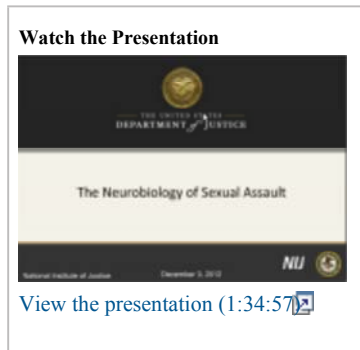 Watch the Presentation
THE UNITED STATES
DEPARTMENT of JUSTICE
The Neurobiology of Sexual Assault
National Institute of Justice
December 3, 2012
NIJ
View the presentation (1:34:57)